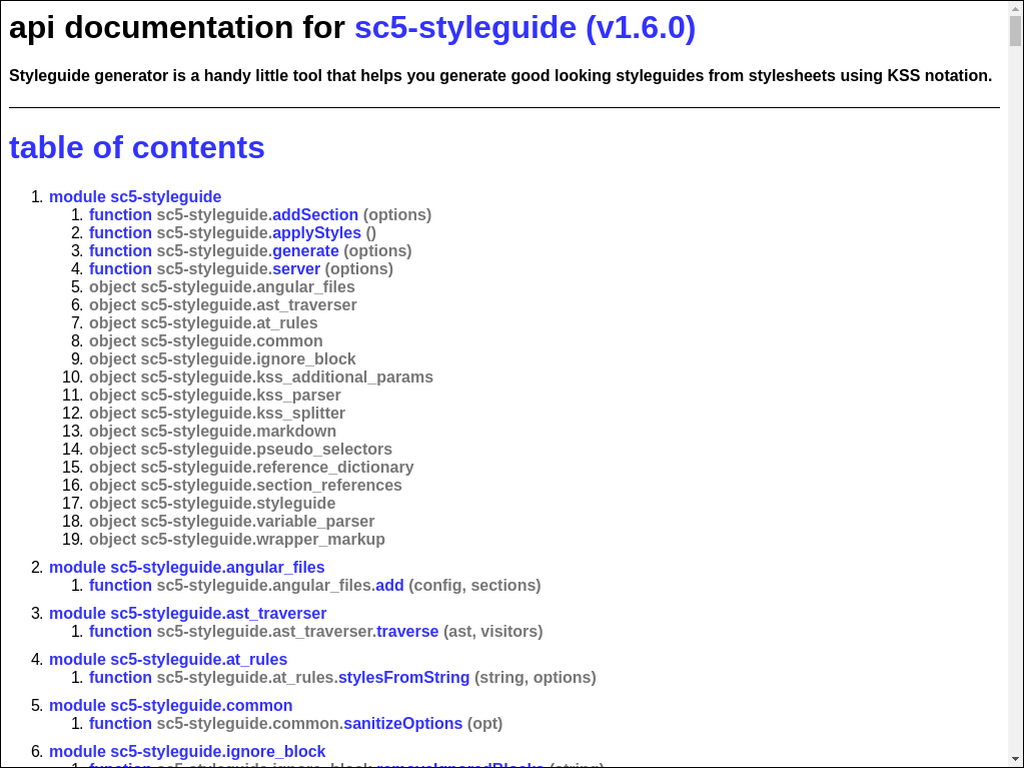 api documentation for sc5-styleguide (v1.6.0)
Styleguide generator is a handy little tool that helps you generate good looking styleguides from stylesheets using KSS notation.
table of contents
1. module sc5-styleguide
1. function sc5-styleguide.addSection (options)
2. function sc5-styleguide.applyStyles ()
3. function sc5-styleguide.generate (options)
4. function sc5-styleguide.server (options)
5. object sc5-styleguide.angular_files
6. object sc5-styleguide.ast_traverser
7. object sc5-styleguide.at_rules
8. object sc5-styleguide.common
9. object sc5-styleguide.ignore_block
10. object sc5-styleguide.kss_additional_params
11. object sc5-styleguide.kss_parser
12. object sc5-styleguide.kss_splitter
13. object sc5-styleguide.markdown
14. object sc5-styleguide.pseudo_selectors
15. object sc5-styleguide.reference_dictionary
16. object sc5-styleguide.section_references
17. object sc5-styleguide.styleguide
18. object sc5-styleguide.variable_parser
19. object sc5-styleguide.wrapper_markup
2. module sc5-styleguide.angular_files
1. function sc5-styleguide.angular_files.add (config, sections)
3. module sc5-styleguide.ast_traverser
1. function sc5-styleguide.ast_traverser.traverse (ast, visitors)
4. module sc5-styleguide.at_rules
1. function sc5-styleguide.at_rules.stylesFromString (string, options)
5. module sc5-styleguide.common
1. function sc5-styleguide.common.sanitizeOptions (opt)
6. module sc5-styleguide.ignore_block
1. function sc5-styleguide.ignore_block.removeIgnoredBlocks (string)